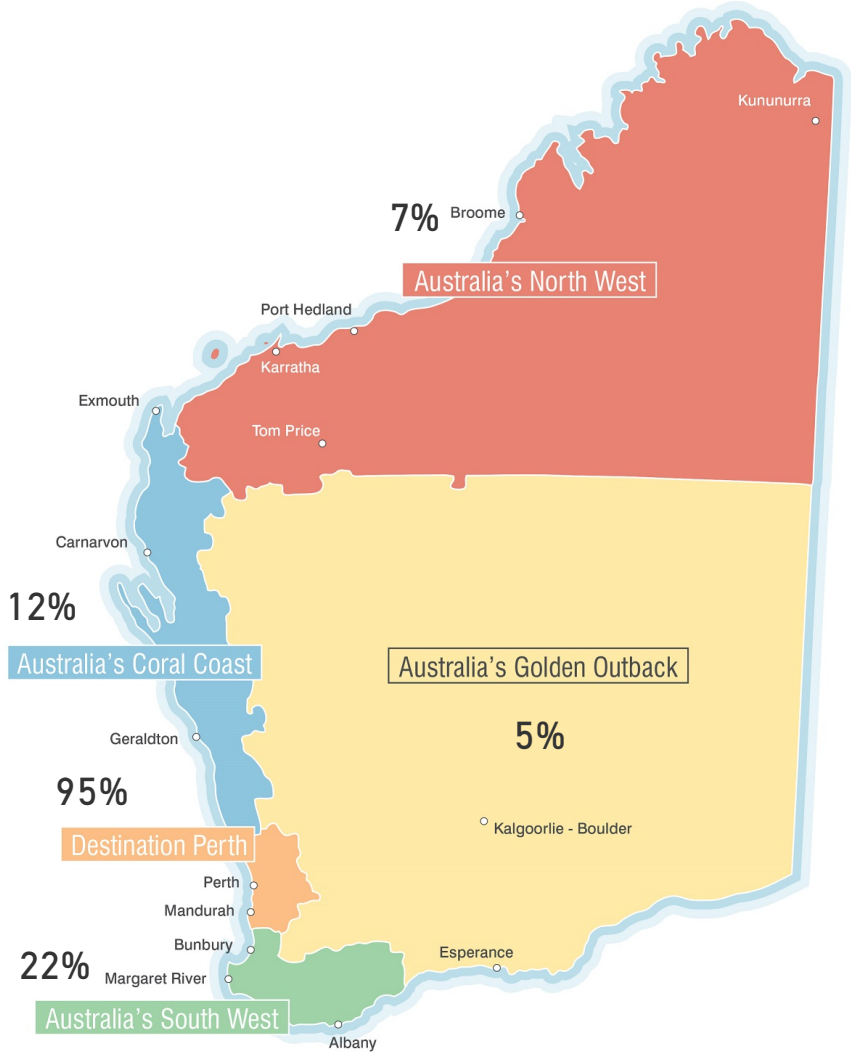 Kununurra
7%
Broome
Australia's North West
Port Hedland
Karratha
Exmouth
Tom Price
Carnarvon
12%
Australia's Coral Coast
Australia's Golden Outback
5%
Geraldton
95%
Kalgoorlie - Boulder
Destination Perth
Perth
Mandurah
Bunbury
Esperance
22%
Margaret River
Australia's South West
Albany